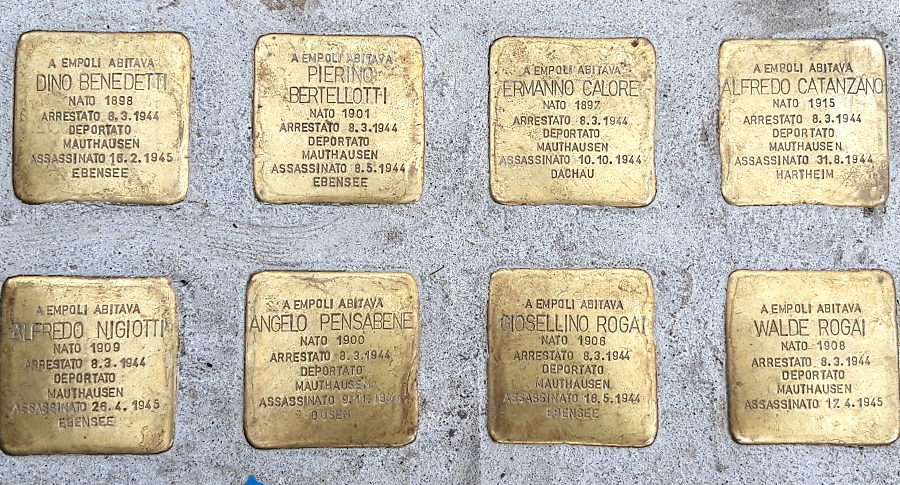 A EMPOLI ABITAVA
DINO BENEDETTI
NATO 1898
ARRESTATO 8.3.1944
DEPORTATO
MAUTHAUSEN
ASSASSINATO 15.2.1945
EBENSEE
A EMPOLI ABITAVA
PIERINO
BERTELLOTTI
NATO 1901
ARRESTATO 8.3.1944
DEPORTATO
MAUTHAUSEN
ASSASSINATO 8.5.1944
EBENSEE
A EMPOLI ABITAVA
ERMANNO CALORE
NATO 1897
ARRESTATO 8.3.1944
DEPORTATO
MAUTHAUSEN
ASSASSINATO 10.10.1944
DACHAU
A EMPOLI ABITAVA
ALFREDO CATANZANO
NATO 1915
ARRESTATO 8.3.1944
DEPORTATO
MAUTHAUSEN
ASSASSINATO 31.8.1944
HARTHEIM
A EMPOLI ABITAVA
ALFREDO NIGIOTTI
NATO 1909
ARRESTATO 8.3.1944
DEPORTATO
MAUTHAUSEN
ASSASSINATO 26.4.1945
EBENSEE
A EMPOLI ABITAVA
ANGELO PENSABENE
NATO 1900
ARRESTATO 8.3.1944
DEPORTATO
MAUTHAUSEN
ASSASSINATO
GUSEN
A EMPOLI ABITAVA
GIOSELLINO ROGAI
NATO 1906
ARRESTATO 8.3.1944
DEPORTATO
MAUTHAUSEN
ASSASSINATO 16.5.1944
EBENSEE
A EMPOLI ABITAVA
WALDE ROGAI
NATO 1908
ARRESTATO 8.3.1944
DEPORTATO
MAUTHAUSEN
ASSASSINATO 17.4.1945